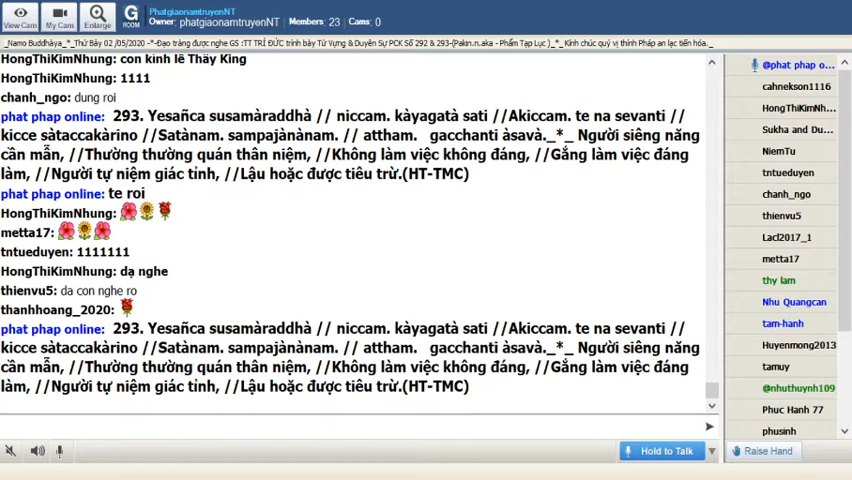 View Cam
My Cam
Enlarge
G
ROOM
PhatgiaonamtruyenNT
Owner: phatgiaonamtruyenNT Members: 23 Cams: 0
_Namo Buddhàya_*_Thứ Bảy 02 /05/2020 -*-Đạo tràng được nghe GS :TT TRÍ ĐỨC trình bày Từ Vựng & Duyên Sự PCK Số 292 & 293-(Pakin.n.aka - Phẩm Tạp Lục )_*_ Kính chúc quý vị thính Pháp an lạc tiến hóa._
HongThiKimNhung: con kinh lễ Thầy King
HongThiKimNhung: 1111
chanh_ngo: dung roi
phat phap online: 293. Yesañca susamàraddhà // niccam. kàyagatà sati //Akiccam. te na sevanti //
kicce sàtaccakàrino //Satànam. sampajànànam. // attham. gacchanti àsavà._*_ Người siêng năng
cần mẫn, //Thường thường quán thân niệm, //Không làm việc không đáng, //Gắng làm việc đáng
làm, //Người tự niệm giác tỉnh, //Lậu hoặc được tiêu trừ.(HT-TMC)
phat phap online: te roi
HongThiKimNhung:
metta17:
tntueduyen: 1111111
HongThiKimNhung: dạ nghe
thienvu5: da con nghe ro
thanhhoang_2020:
phat phap online: 293. Yesañca susamàraddhà // niccam. kàyagatà sati //Akiccam. te na sevanti //
kicce sàtaccakàrino //Satànam. sampajànànam. // attham. gacchanti àsavà._*_ Người siêng năng
cần mẫn, //Thường thường quán thân niệm, //Không làm việc không đáng, //Gắng làm việc đáng
làm, //Người tự niệm giác tỉnh, //Lậu hoặc được tiêu trừ.(HT-TMC)
@phat phap o...
cahnekson1116
HongThiKimNh...
Sukha and Du...
NiemTu
tntueduyen
chanh_ngo
thienvu5
Lacl2017_1
metta17
thy lam
Nhu Quangcan
tam-hanh
Huyenmong2013
tamuy
@nhuthuynh109
Phuc Hanh 77
phusinh
Hold to Talk
Raise Hand